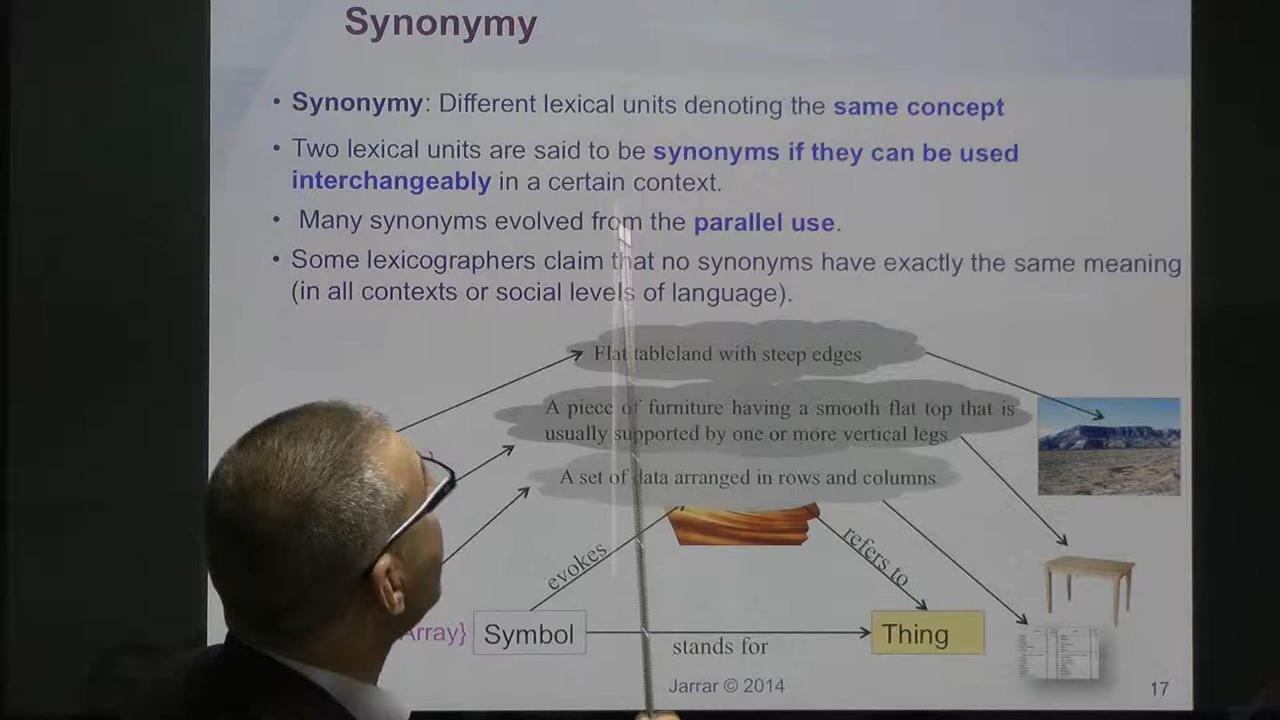 Synonymy
• Synonymy: Different lexical units denoting the same concept
• Two lexical units are said to be synonyms if they can be used
interchangeably in a certain context.
• Many synonyms evolved from the parallel use.
• Some lexicographers claim that no synonyms have exactly the same meaning
(in all contexts or social levels of language).
Flat tableland with steep edges
A piece of furniture having a smooth flat top that is
usually supported by one or more vertical legs
A set of data arranged in rows and columns
evokes
refers to
Array}
Symbol
stands for
Thing
Jarrar © 2014
17